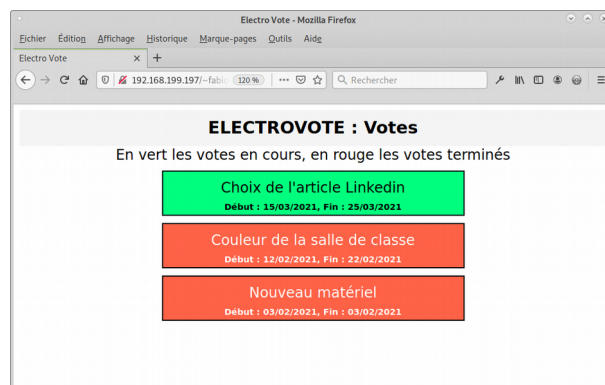 Electro Vote - Mozilla Firefox
Fichier Édition Affichage Historique Marque-pages Outils Aide
Electro Vote × +
192.168.199.197/~fabi 120 % ··· Rechercher
ELECTROVOTE : Votes
En vert les votes en cours, en rouge les votes terminés
Choix de l'article Linkedin
Début : 15/03/2021, Fin : 25/03/2021
Couleur de la salle de classe
Début : 12/02/2021, Fin : 22/02/2021
Nouveau matériel
Début : 03/02/2021, Fin : 03/02/2021